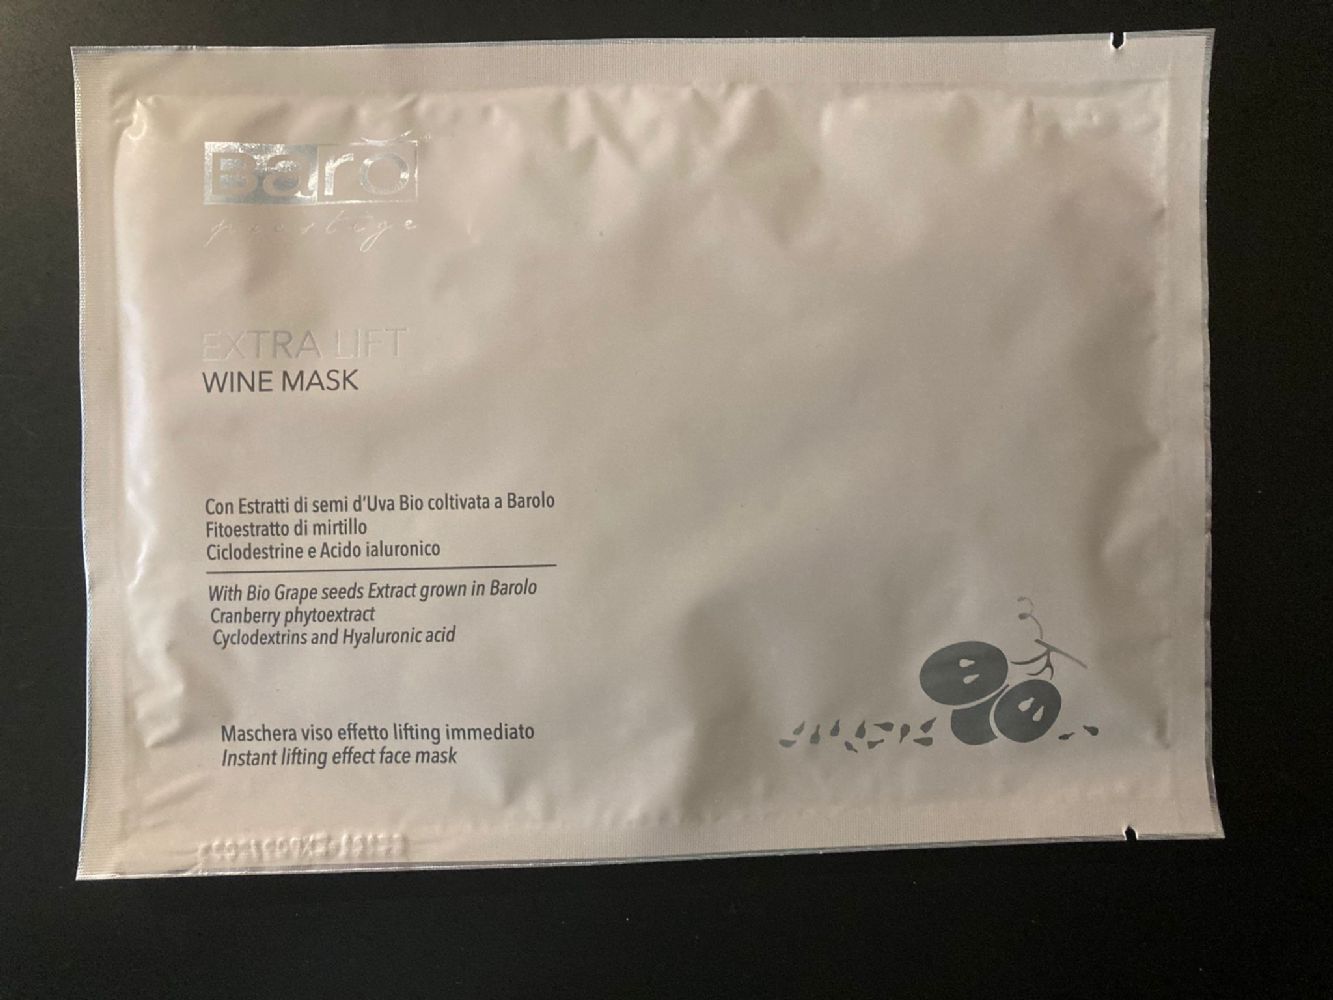 Barò
prestige
EXTRA LIFT
WINE MASK
Con Estratti di semi d'Uva Bio coltivata a Barolo
Fitoestratto di mirtillo
Ciclodestrine e Acido ialuronico
With Bio Grape seeds Extract grown in Barolo
Cranberry phytoextract
Cyclodextrins and Hyaluronic acid
Maschera viso effetto lifting immediato
Instant lifting effect face mask